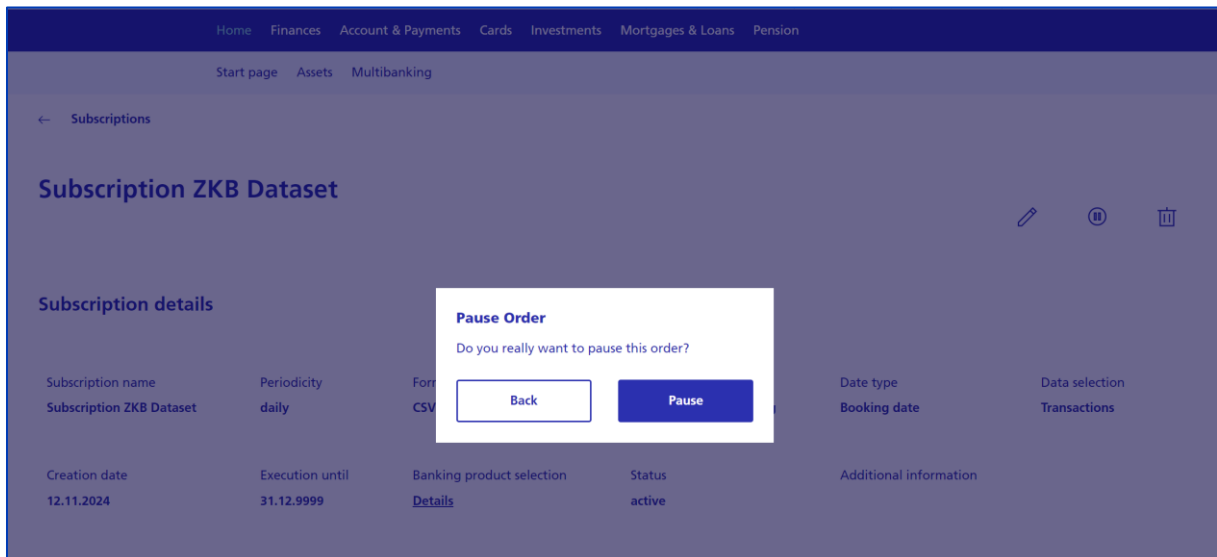 Home Finances Account & Payments Cards Investments Mortgages & Loans Pension
Start page Assets Multibanking
← Subscriptions
Subscription ZKB Dataset
Subscription details
Pause Order
Do you really want to pause this order?
Back Pause
Subscription name Periodicity Date type Data selection
Subscription ZKB Dataset daily CSV Booking date Transactions
Creation date Execution until Banking product selection Status Additional information
12.11.2024 31.12.9999 Details active